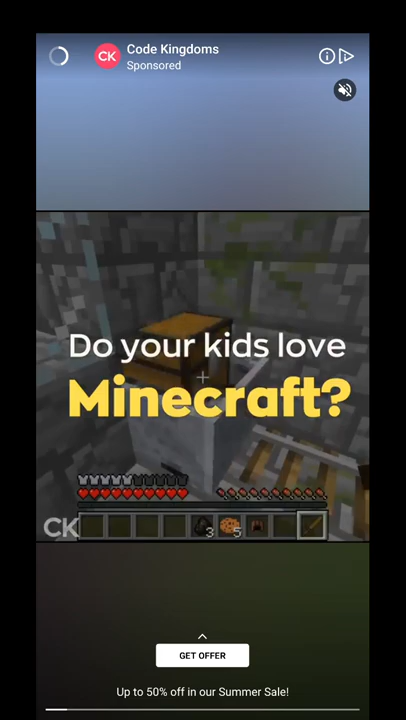 CK
Code Kingdoms
Sponsored
Do your kids love
Minecraft?
3
5
CK
GET OFFER
Up to 50% off in our Summer Sale!